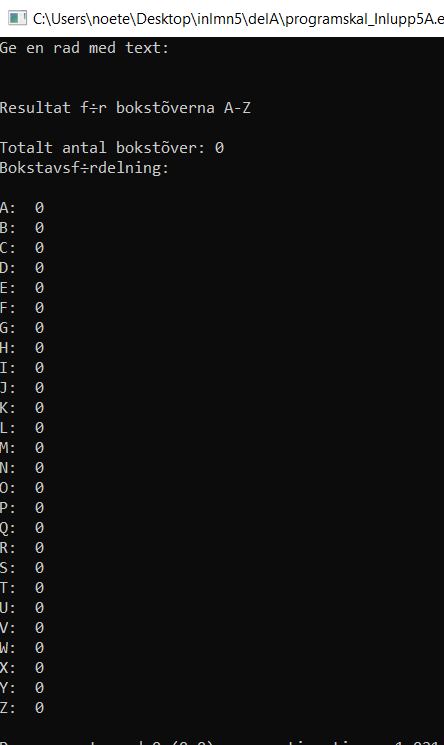 C:\Users\noete\Desktop\inlmn5\delA\programskal_Inlupp5A.e
Ge en rad med text:
Resultat f÷r bokstõverna A-Z
Totalt antal bokstõver: 0
Bokstavsf÷rdelning:
A:  0
B:  0
C:  0
D:  0
E:  0
F:  0
G:  0
H:  0
I:  0
J:  0
K:  0
L:  0
M:  0
N:  0
O:  0
P:  0
Q:  0
R:  0
S:  0
T:  0
U:  0
V:  0
W:  0
X:  0
Y:  0
Z:  0